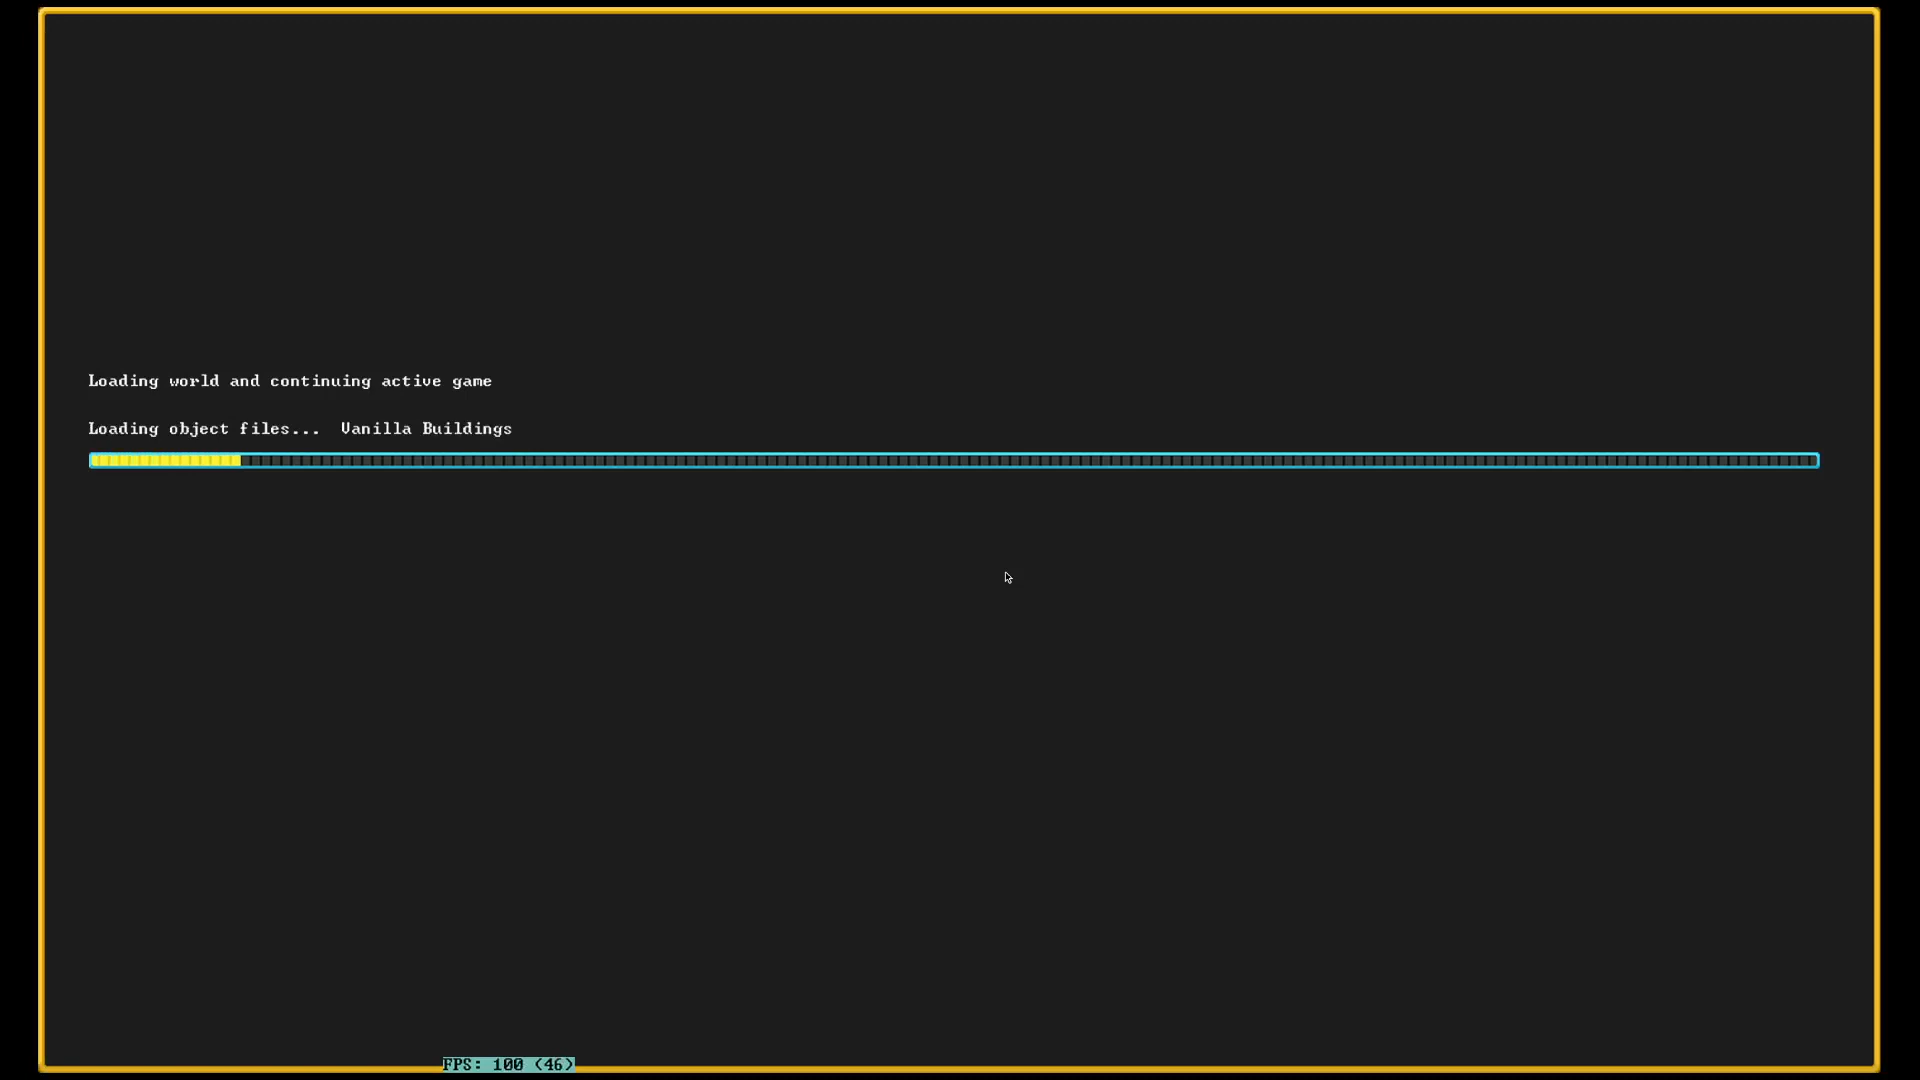 Loading world and continuing active game
Loading object files...  Vanilla Buildings
FPS: 100 (46)